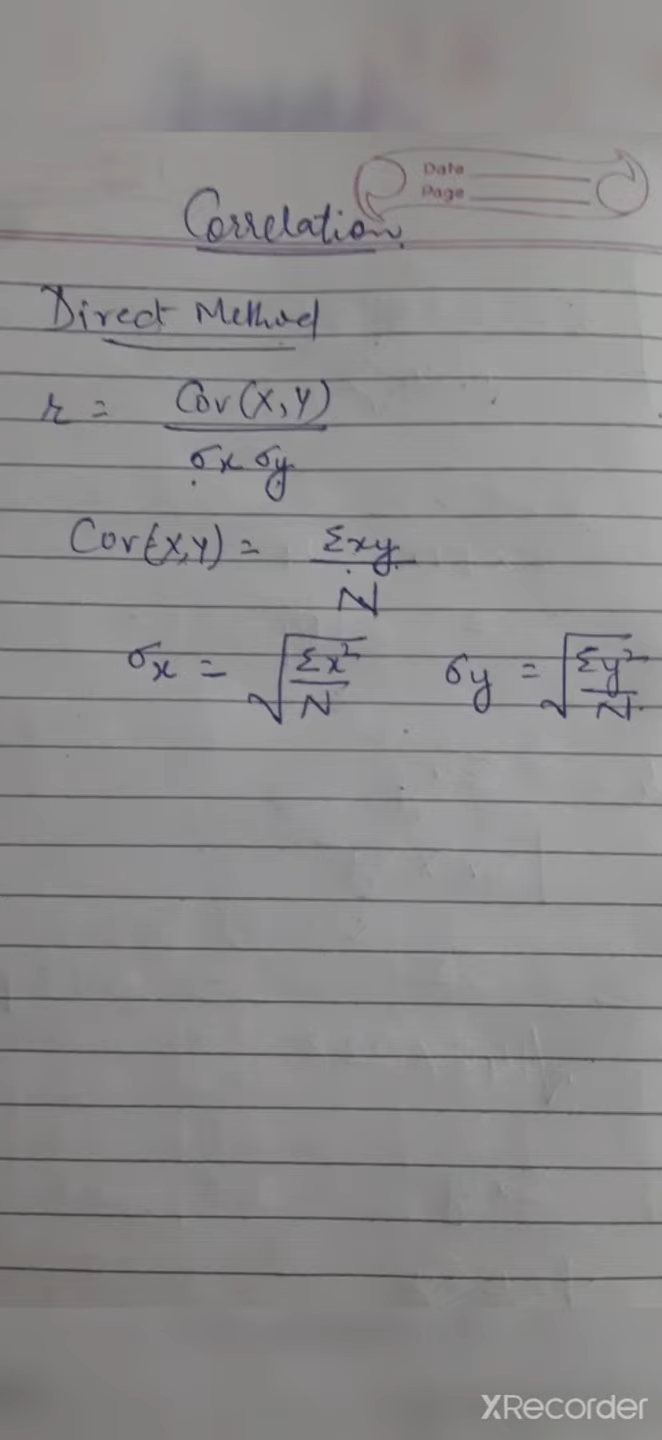 Date
Page
Correlation
Direct Method
r = Cov(X,Y) / σx σy
Cov(X,Y) = Σxy / N
σx = √(Σx² / N) σy = √(Σy² / N)
XRecorder